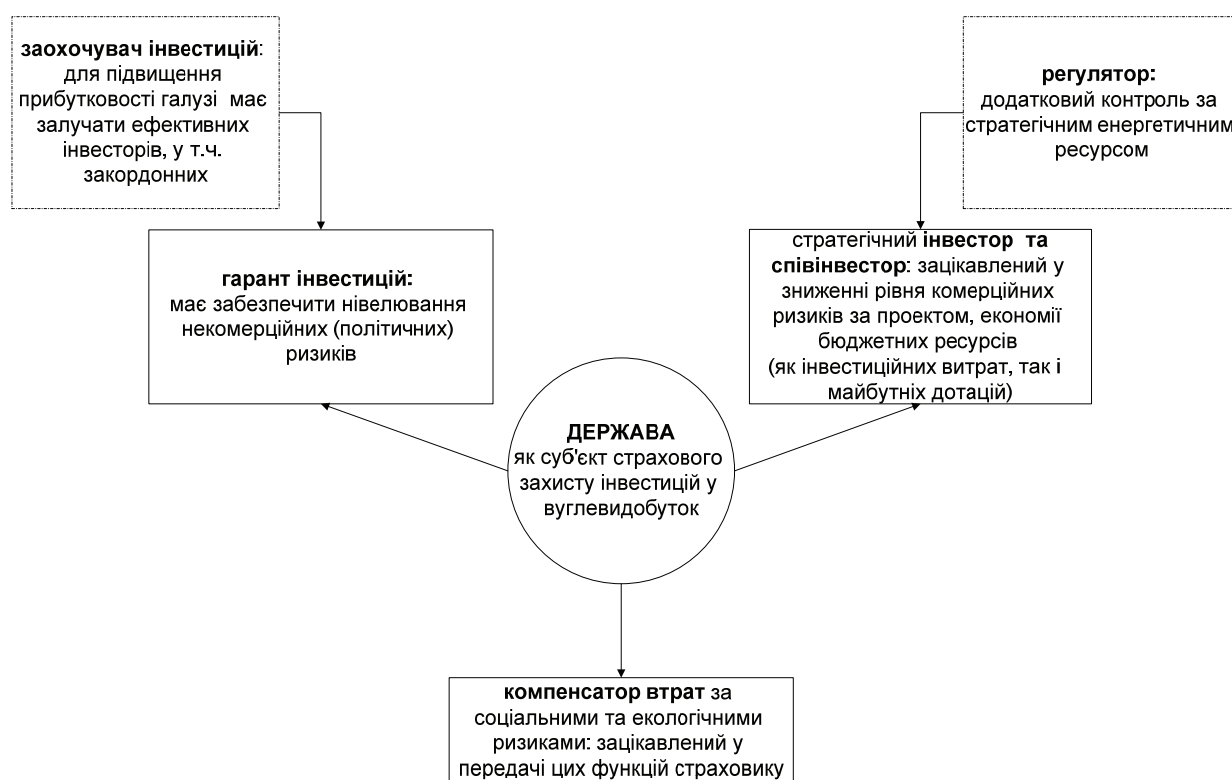 заохочувач інвестицій:
для підвищення
прибутковості галузі має
залучати ефективних
інвесторів, у т.ч.
закордонних
регулятор:
додатковий контроль за
стратегічним енергетичним
ресурсом
гарант інвестицій:
має забезпечити нівелювання
некомерційних (політичних)
ризиків
стратегічний інвестор та
співінвестор: зацікавлений у
зниженні рівня комерційних
ризиків за проектом, економії
бюджетних ресурсів
(як інвестиційних витрат, так і
майбутніх дотацій)
ДЕРЖАВА
як суб'єкт страхового
захисту інвестицій у
вуглевидобуток
компенсатор втрат за
соціальними та екологічними
ризиками: зацікавлений у
передачі цих функцій страховику